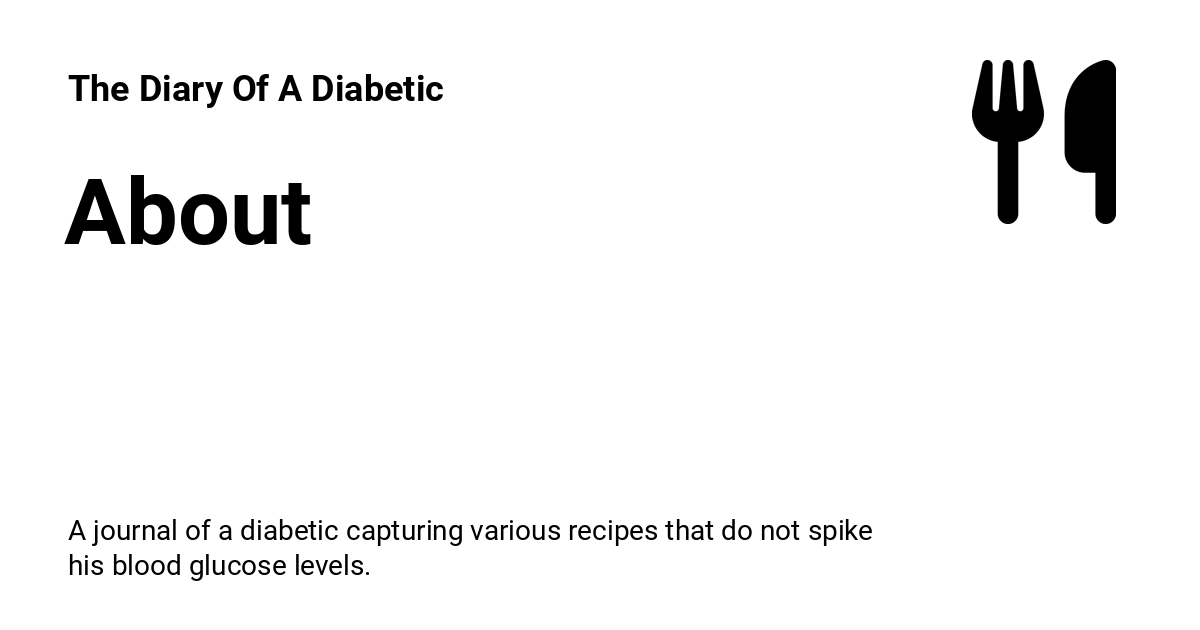 The Diary Of A Diabetic
About
A journal of a diabetic capturing various recipes that do not spike
his blood glucose levels.